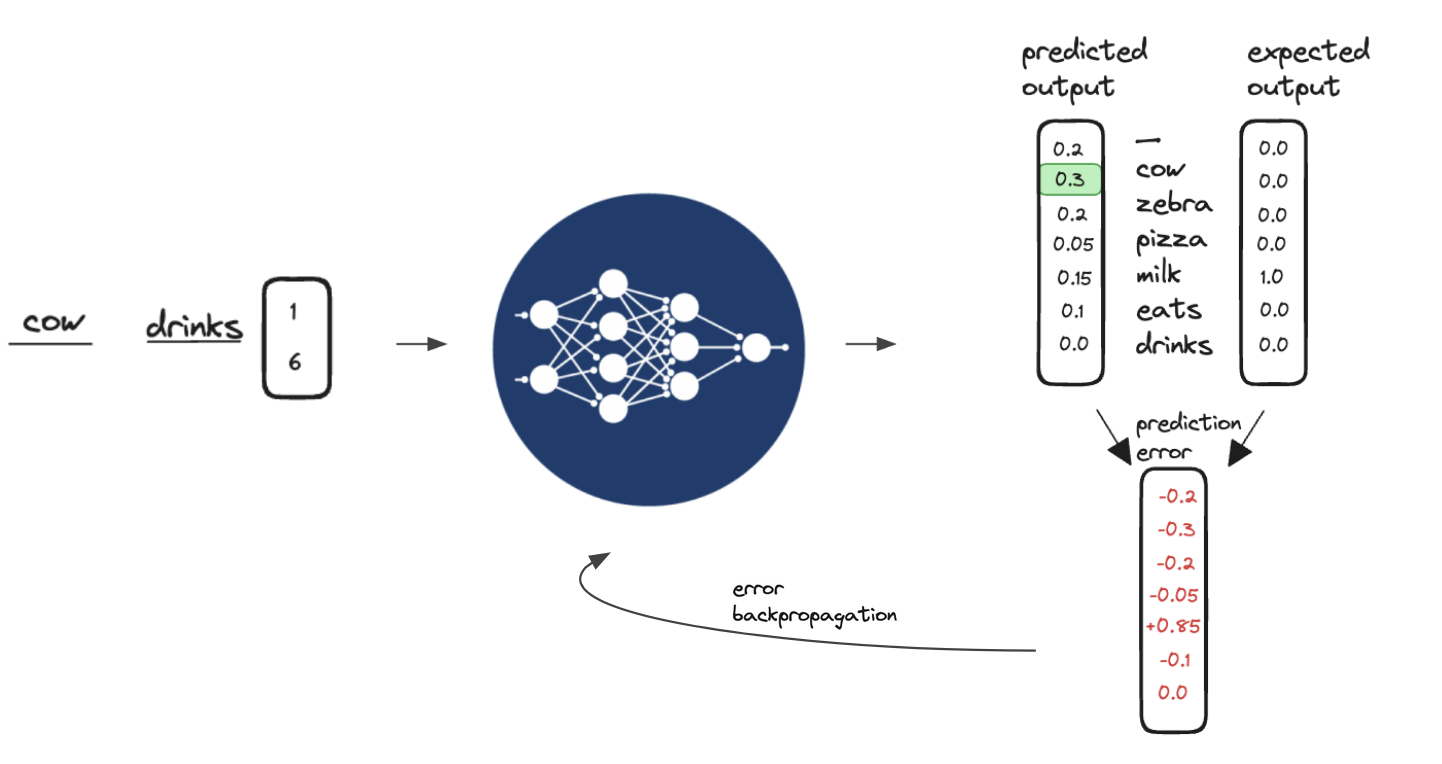 predicted
output
expected
output
cow drinks
1
6
0.2 — 0.0
0.3 cow 0.0
0.2 zebra 0.0
0.05 pizza 0.0
0.15 milk 1.0
0.1 eats 0.0
0.0 drinks 0.0
prediction
error
-0.2
-0.3
-0.2
-0.05
+0.85
-0.1
0.0
error
backpropagation